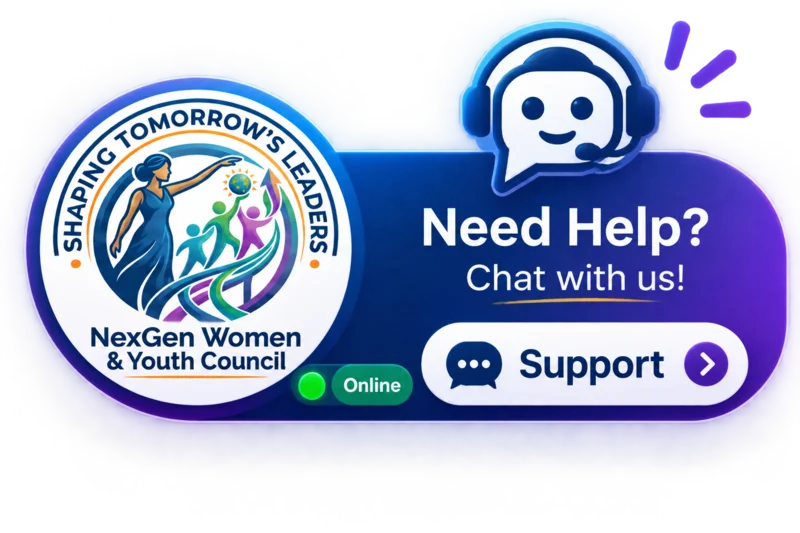 SHAPING TOMORROW'S LEADERS
NexGen Women
& Youth Council
Online
Need Help?
Chat with us!
Support